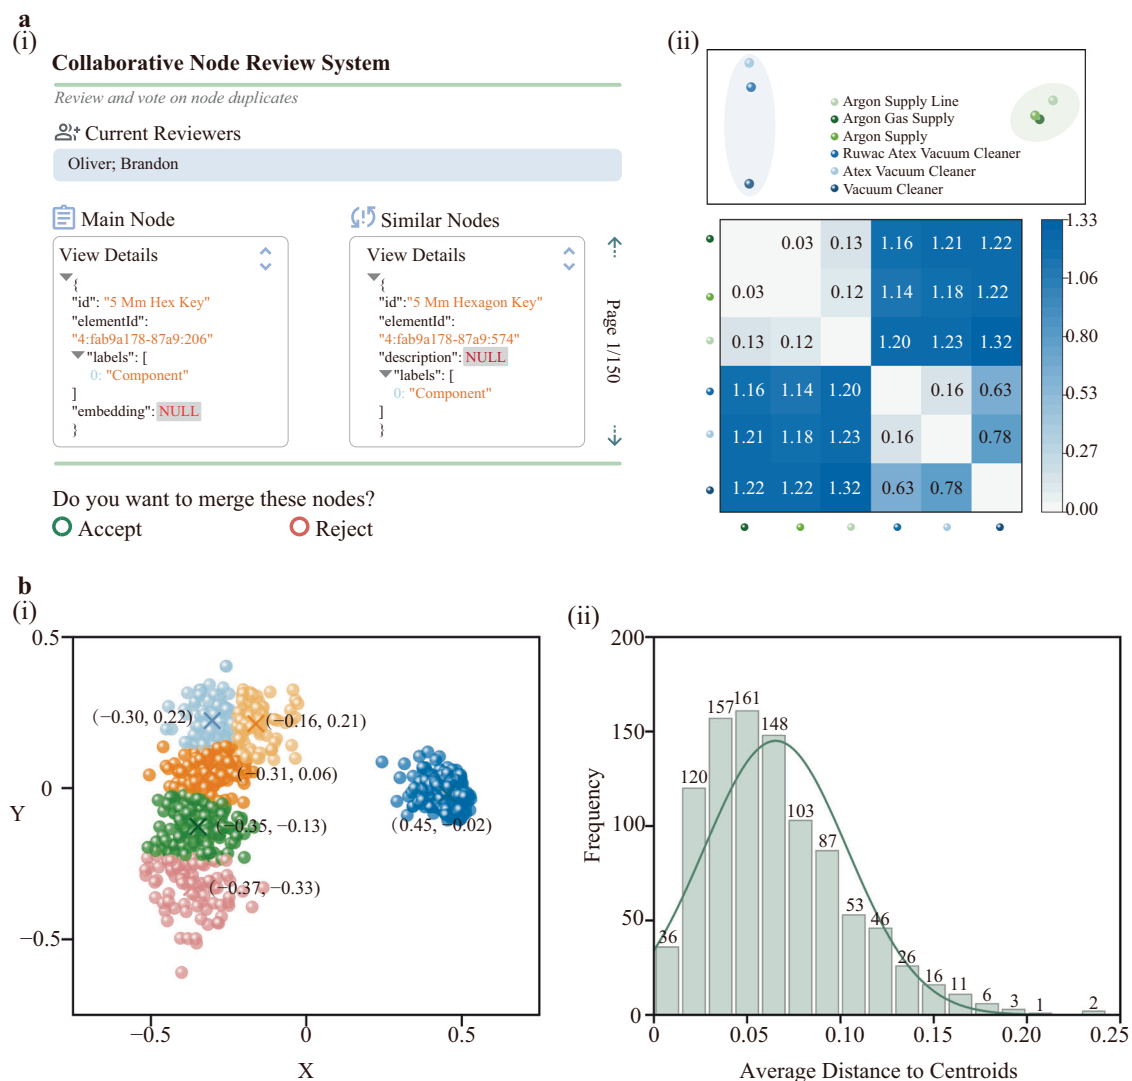 a
(i)
Collaborative Node Review System
Review and vote on node duplicates
Current Reviewers
Oliver; Brandon
Main Node
View Details
{
"id": "5 Mm Hex Key"
"elementId":
"4:fab9a178-87a9:206"
"labels": [
0: "Component"
]
"embedding": NULL
}
Similar Nodes
View Details
{
"id":"5 Mm Hexagon Key"
"elementId":
"4:fab9a178-87a9:574"
"description": NULL
"labels": [
0: "Component"
]
}
Page 1/150
Do you want to merge these nodes?
Accept
Reject
(ii)
Argon Supply Line
Argon Gas Supply
Argon Supply
Ruwac Atex Vacuum Cleaner
Atex Vacuum Cleaner
Vacuum Cleaner
0.03 0.13 1.16 1.21 1.22
0.03 0.12 1.14 1.18 1.22
0.13 0.12 1.20 1.23 1.32
1.16 1.14 1.20 0.16 0.63
1.21 1.18 1.23 0.16 0.78
1.22 1.22 1.32 0.63 0.78
1.33
1.06
0.80
0.53
0.27
0.00
b
(i)
0.5
0
−0.5
Y
(−0.30, 0.22)
(−0.16, 0.21)
(−0.31, 0.06)
(−0.35, −0.13)
(0.45, −0.02)
(−0.37, −0.33)
−0.5 0 0.5
X
(ii)
200
150
100
50
0
Frequency
36 120 157 161 148 103 87 53 46 26 16 11 6 3 1 2
0 0.05 0.10 0.15 0.20 0.25
Average Distance to Centroids